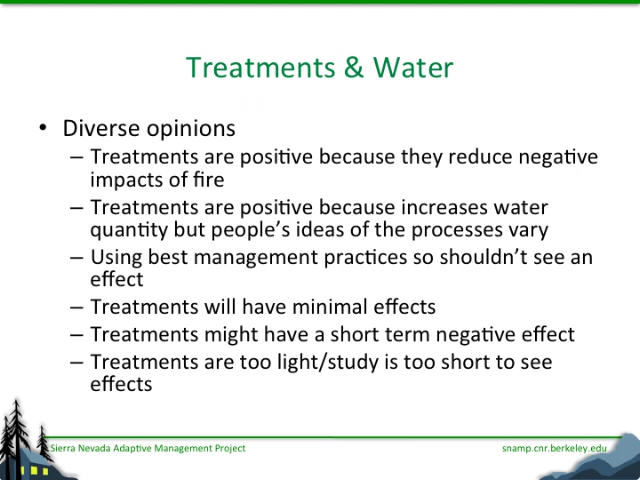 Treatments & Water
• Diverse opinions
– Treatments are positive because they reduce negative
impacts of fire
– Treatments are positive because increases water
quantity but people's ideas of the processes vary
– Using best management practices so shouldn't see an
effect
– Treatments will have minimal effects
– Treatments might have a short term negative effect
– Treatments are too light/study is too short to see
effects
Sierra Nevada Adaptive Management Project
snamp.cnr.berkeley.edu